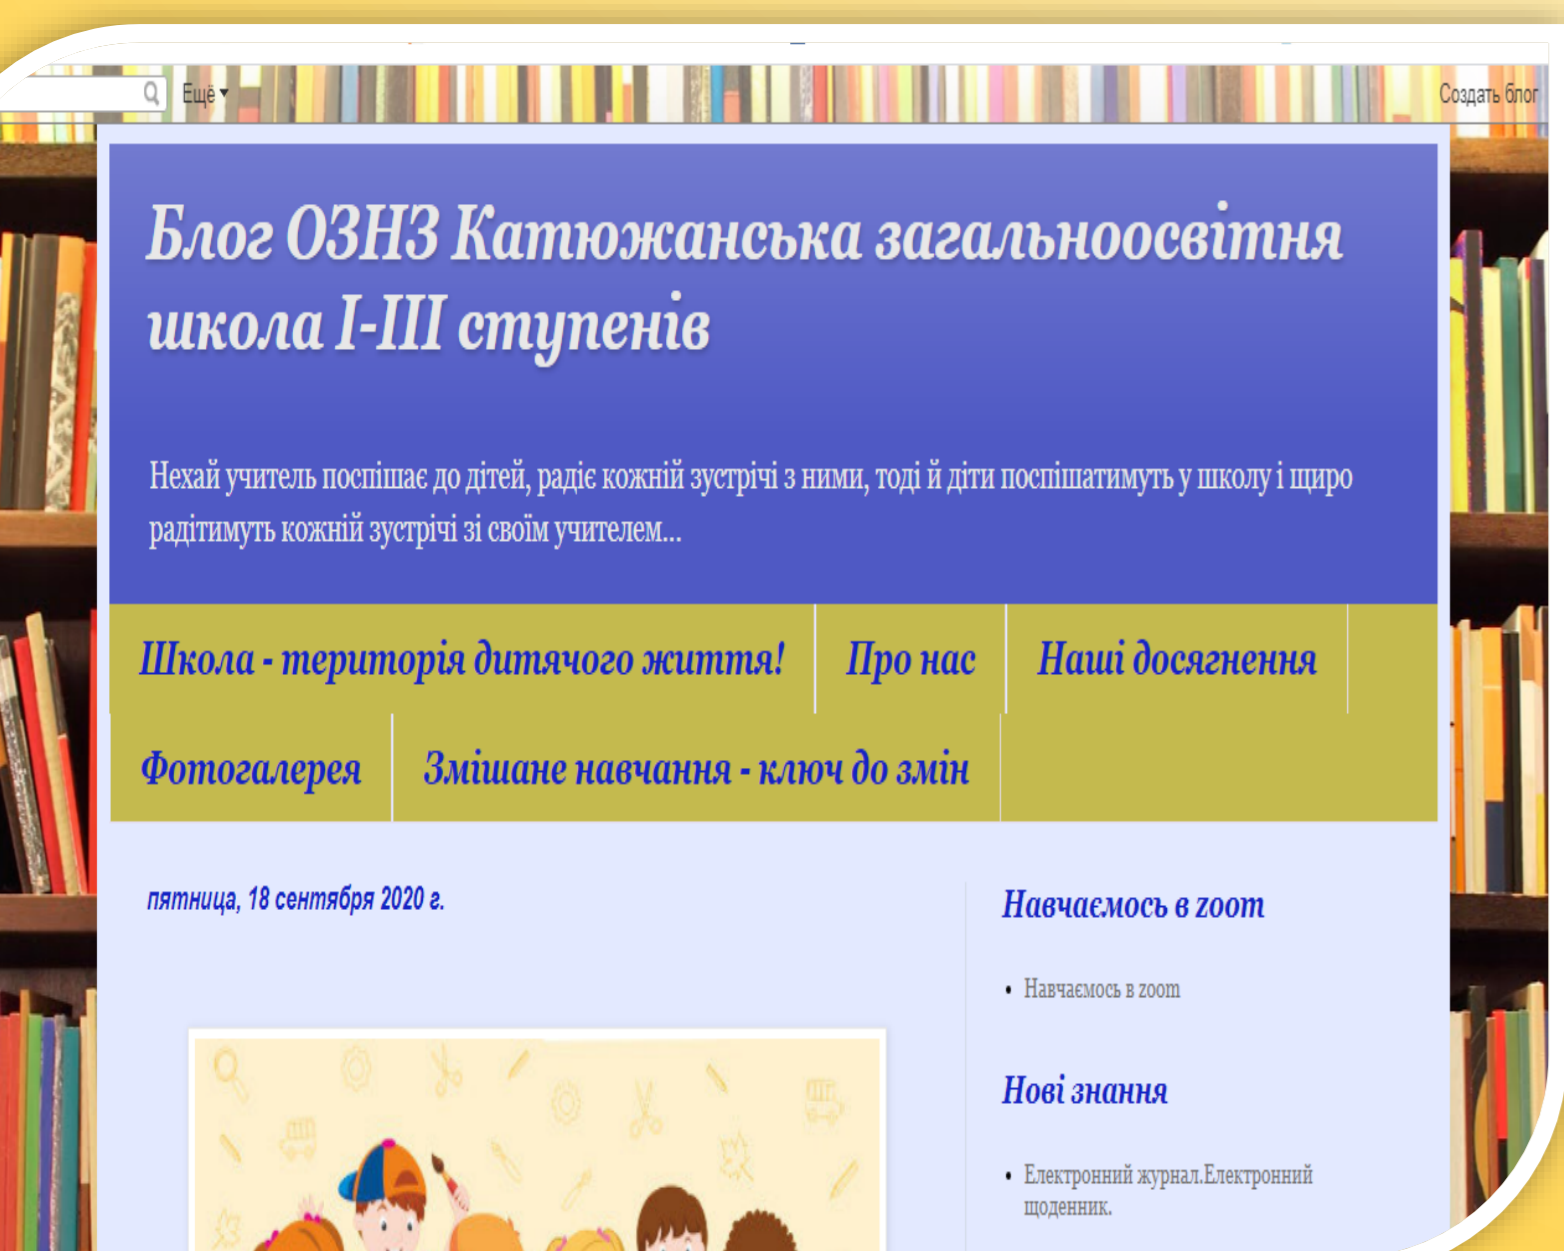 Ещё
Создать блог
Блог ОЗНЗ Катюжанська загальноосвітня
школа І-ІІІ ступенів
Нехай учитель поспішає до дітей, радіє кожній зустрічі з ними, тоді й діти поспішатимуть у школу і щиро
радітимуть кожній зустрічі зі своїм учителем...
Школа - територія дитячого життя!
Про нас
Наші досягнення
Фотогалерея
Змішане навчання - ключ до змін
пятница, 18 сентября 2020 г.
Навчаємось в zoom
Навчаємось в zoom
Нові знання
Електронний журнал.Електронний
щоденник.